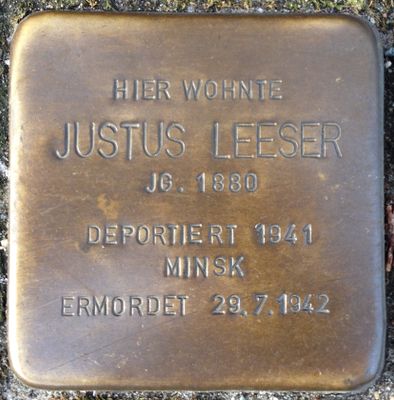 HIER WOHNTE
JUSTUS LEESER
JG. 1880
DEPORTIERT 1941
MINSK
ERMORDET 29.7.1942